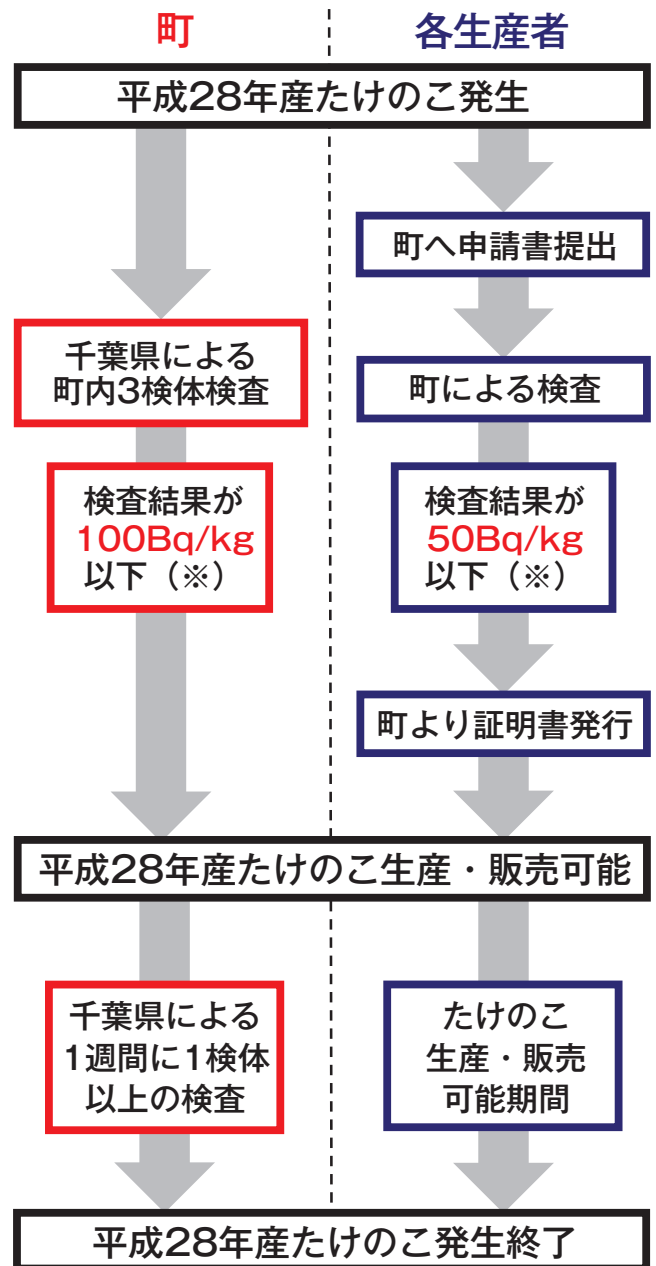 町
各生産者
平成28年産たけのこ発生
町へ申請書提出
千葉県による
町内3検体検査
町による検査
検査結果が
100Bq/kg
以下（※）
検査結果が
50Bq/kg
以下（※）
町より証明書発行
平成28年産たけのこ生産・販売可能
千葉県による
1週間に1検体
以上の検査
たけのこ
生産・販売
可能期間
平成28年産たけのこ発生終了